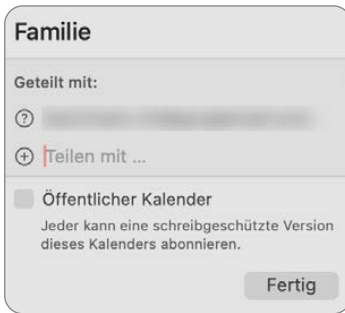 Familie
Geteilt mit:
Teilen mit ...
Öffentlicher Kalender
Jeder kann eine schreibgeschützte Version
dieses Kalenders abonnieren.
Fertig